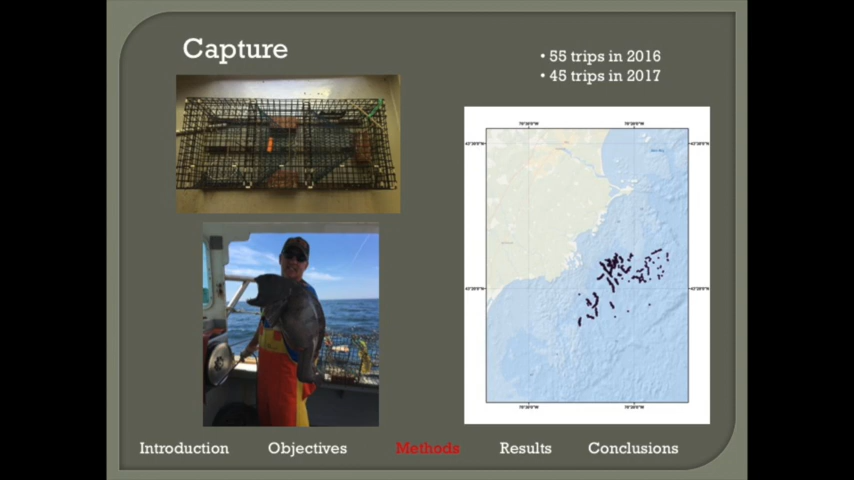 Capture
• 55 trips in 2016
• 45 trips in 2017
Introduction
Objectives
Methods
Results
Conclusions